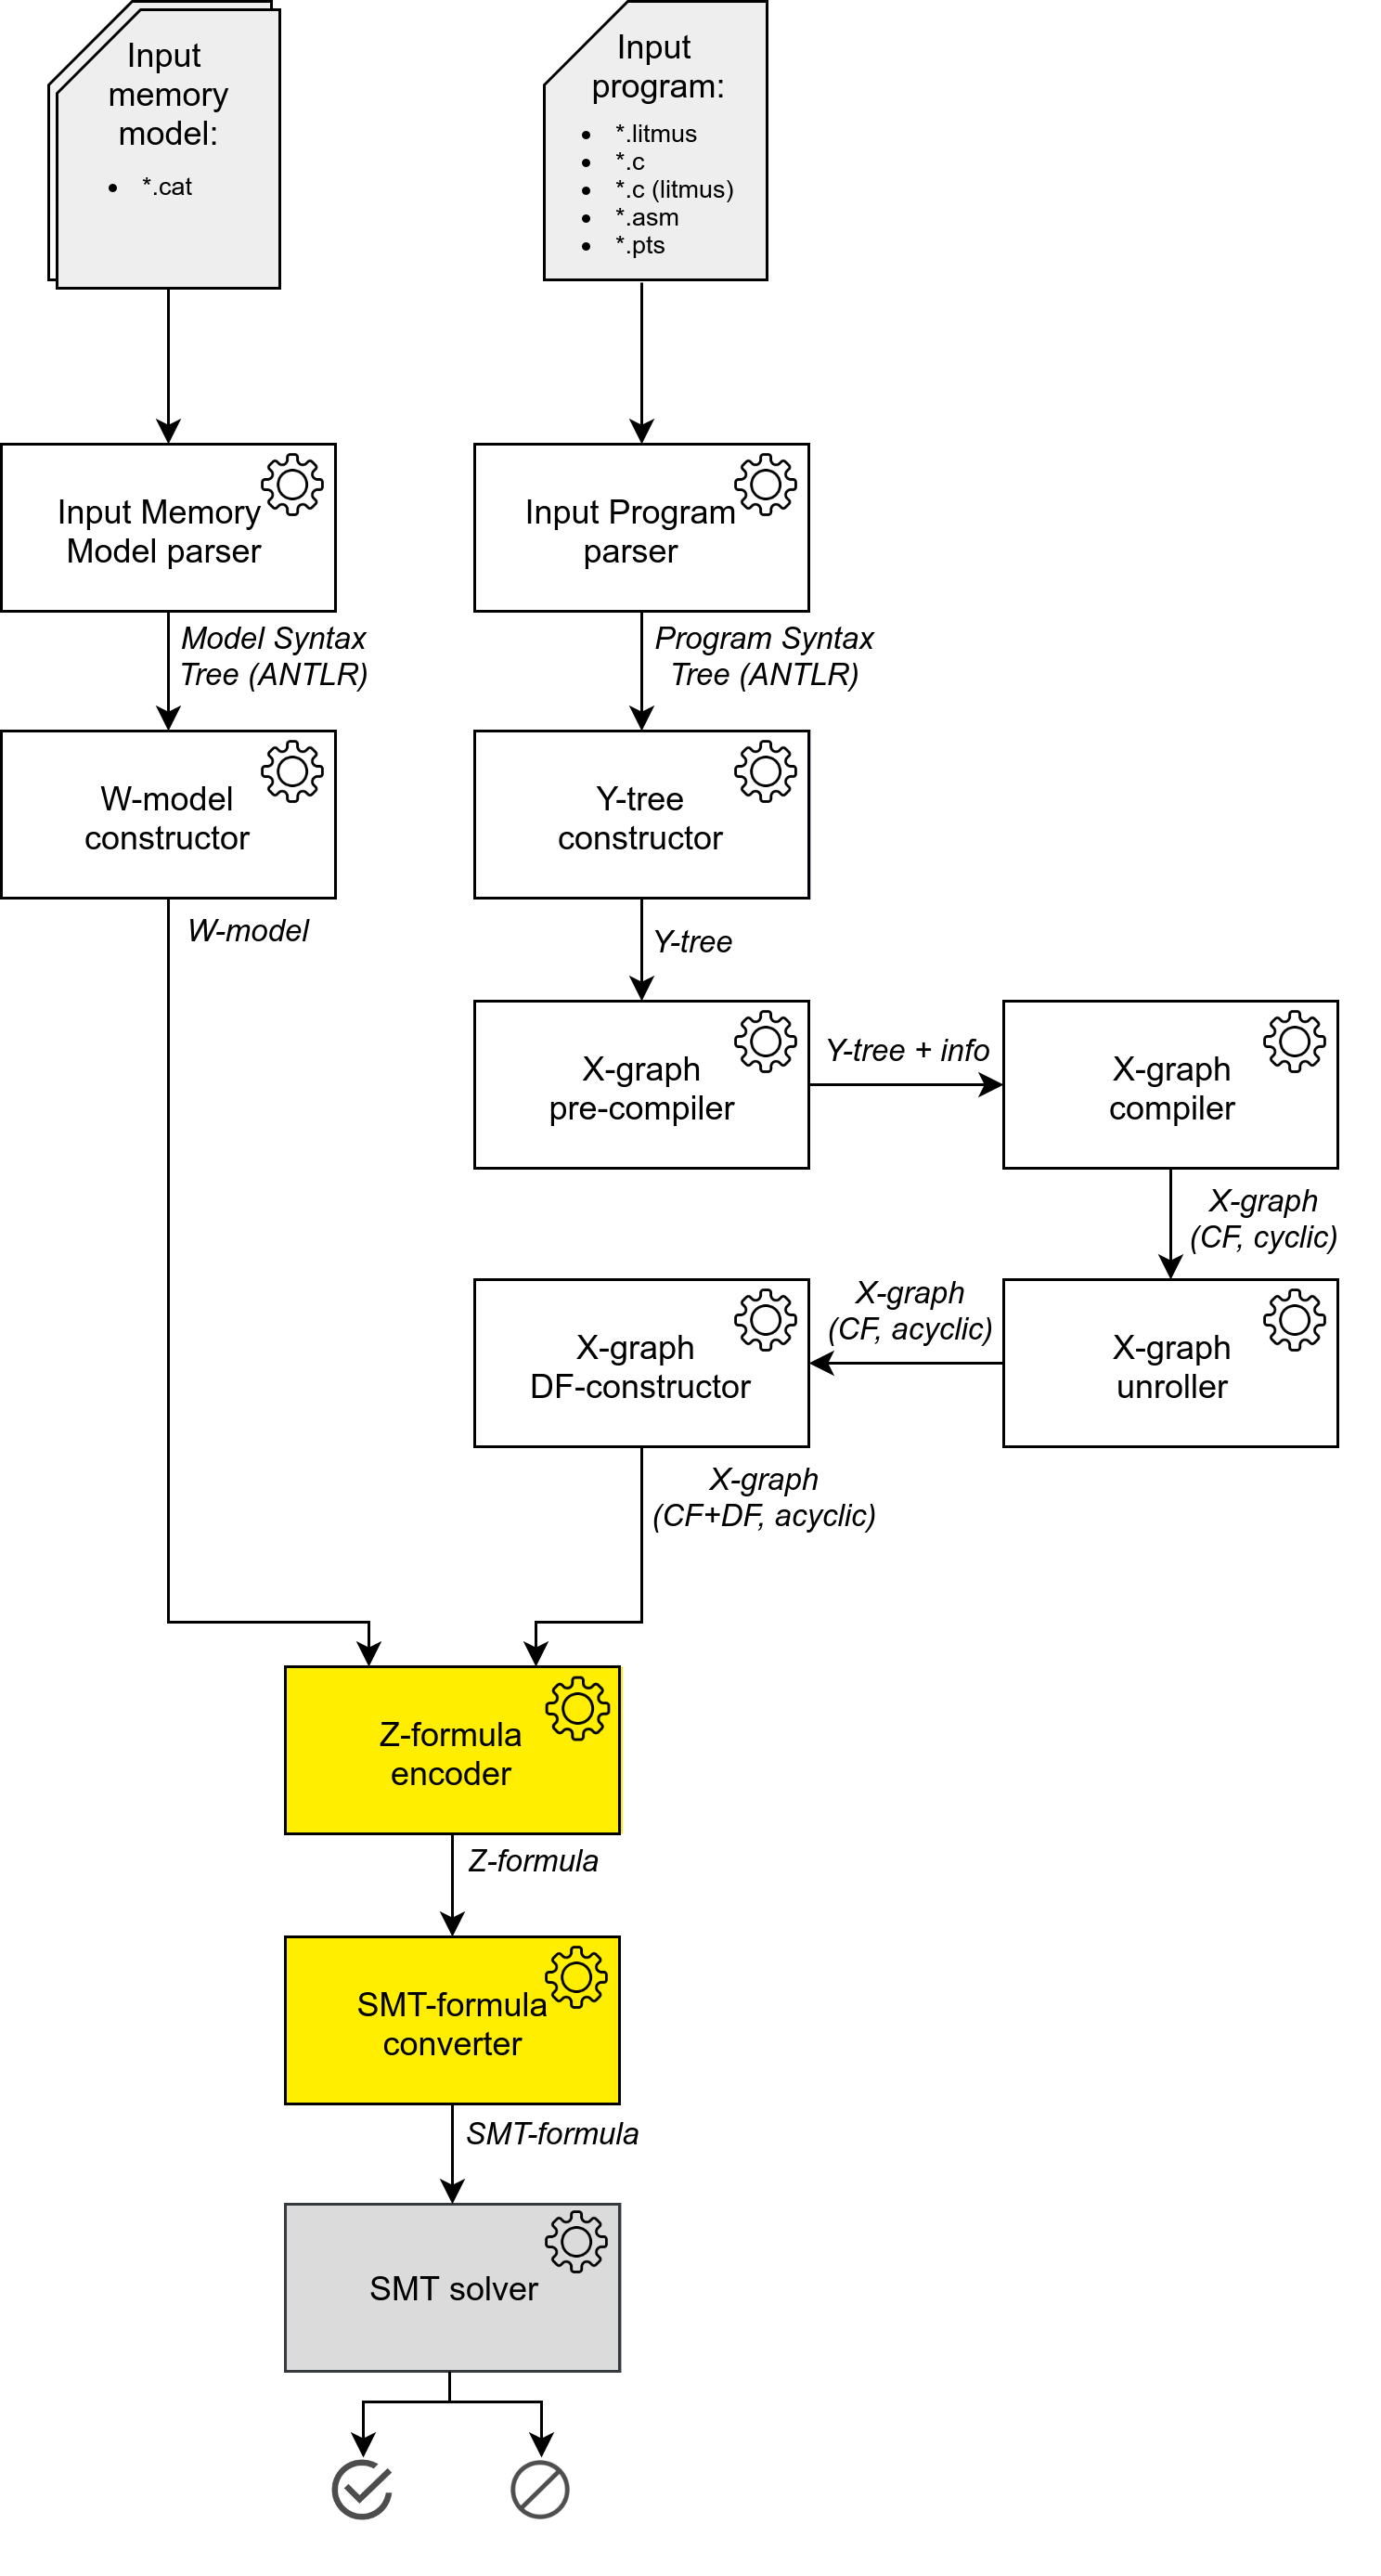 Input
memory
model:
• *.cat
Input
program:
• *.litmus
• *.c
• *.c (litmus)
• *.asm
• *.pts
Input Memory
Model parser
Input Program
parser
Model Syntax
Tree (ANTLR)
Program Syntax
Tree (ANTLR)
W-model
constructor
Y-tree
constructor
W-model
Y-tree
X-graph
pre-compiler
Y-tree + info
X-graph
compiler
X-graph
(CF, cyclic)
X-graph
DF-constructor
X-graph
(CF, acyclic)
X-graph
unroller
X-graph
(CF+DF, acyclic)
Z-formula
encoder
Z-formula
SMT-formula
converter
SMT-formula
SMT solver